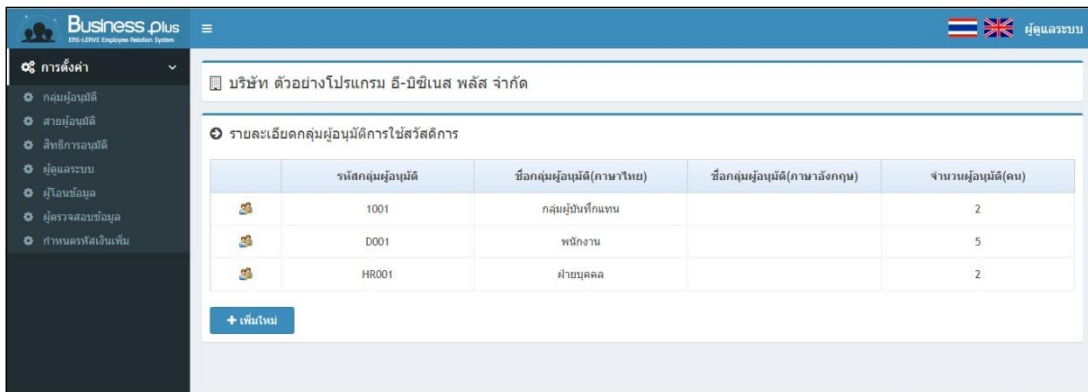 Business plus
ERS-LERVE Employee Relation System
ผู้ดูแลระบบ
การตั้งค่า
กลุ่มผู้อนุมัติ
สายผู้อนุมัติ
สิทธิการอนุมัติ
ผู้ดูแลระบบ
ผู้โอนข้อมูล
ผู้ตรวจสอบข้อมูล
กำหนดรหัสเงินเพิ่ม
บริษัท ตัวอย่างโปรแกรม อี-บิซิเนส พลัส จำกัด
รายละเอียดกลุ่มผู้อนุมัติการใช้สวัสดิการ
รหัสกลุ่มผู้อนุมัติ ชื่อกลุ่มผู้อนุมัติ(ภาษาไทย) ชื่อกลุ่มผู้อนุมัติ(ภาษาอังกฤษ) จำนวนผู้อนุมัติ(คน)
1001 กลุ่มผู้บันทึกแทน 2
D001 พนักงาน 5
HR001 ฝ่ายบุคคล 2
+ เพิ่มใหม่